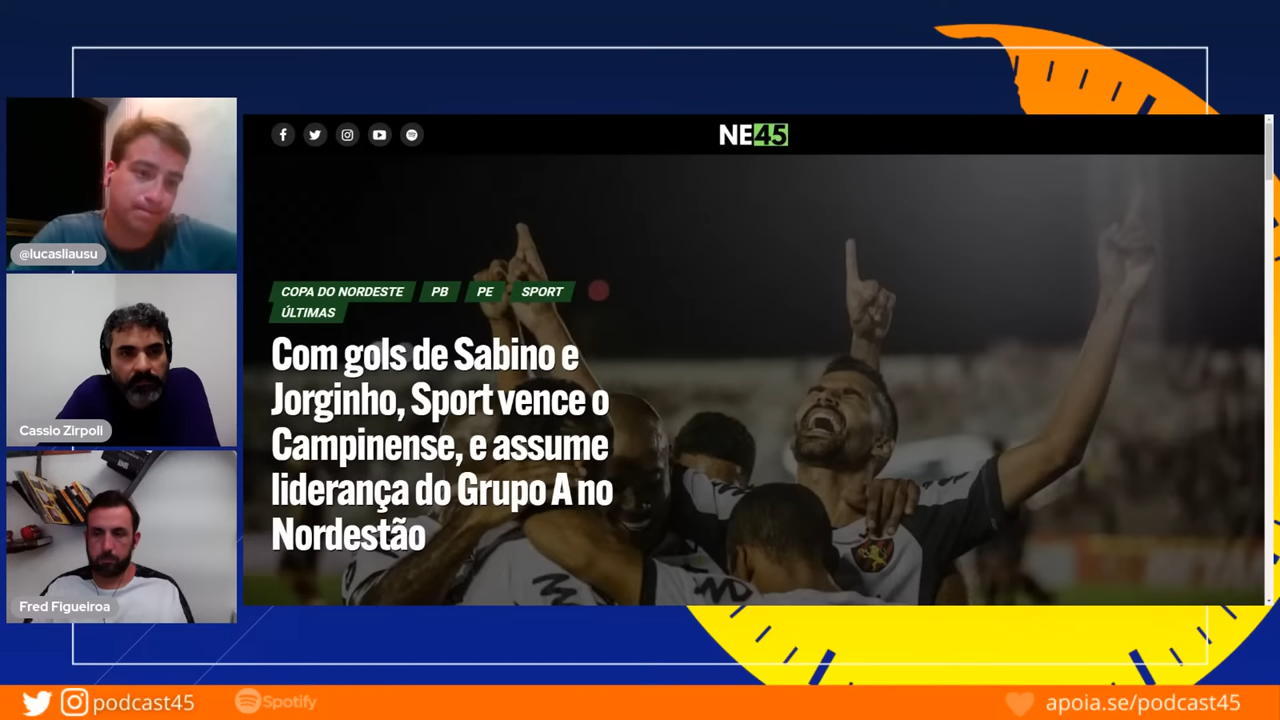 @lucasliausu
Cassio Zirpoli
Fred Figueiroa
NE45
COPA DO NORDESTE PB PE SPORT
ÚLTIMAS
Com gols de Sabino e
Jorginho, Sport vence o
Campinense, e assume
liderança do Grupo A no
Nordestão
podcast45
Spotify
apoia.se/podcast45